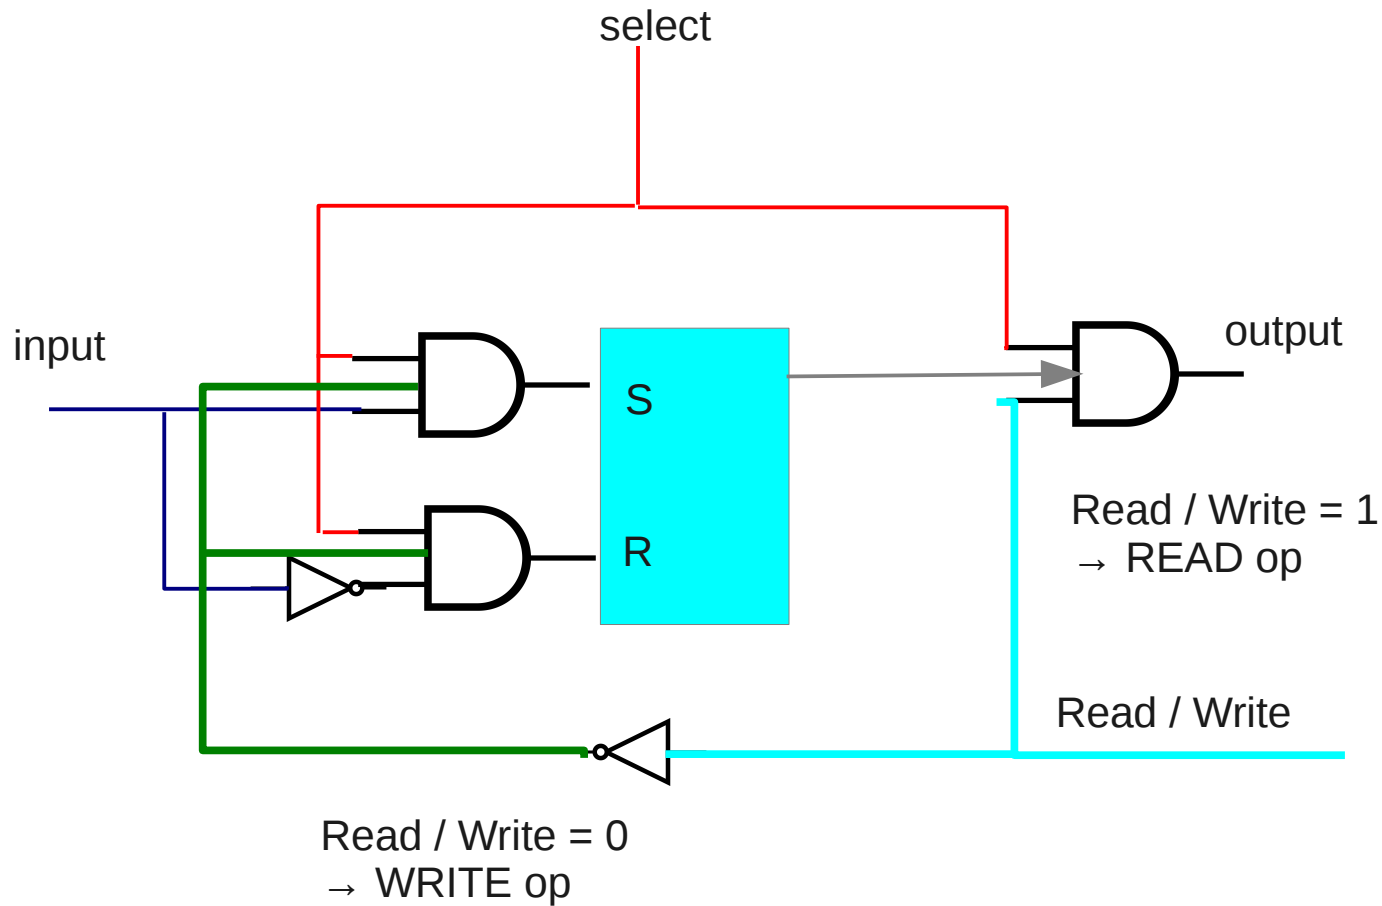 select
input
output
S
R
Read / Write = 1
→ READ op
Read / Write
Read / Write = 0
→ WRITE op